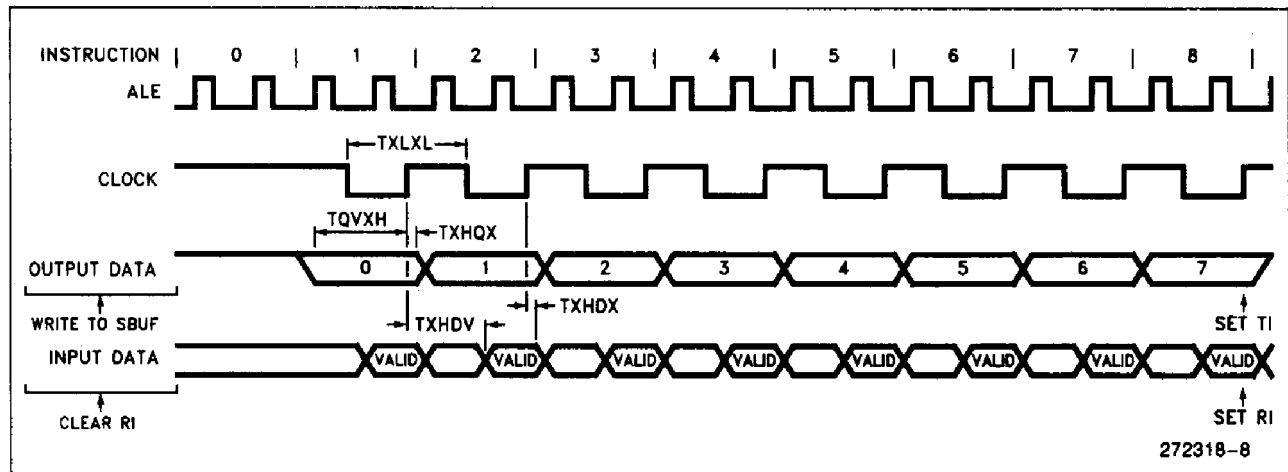 INSTRUCTION | 0 | 1 | 2 | 3 | 4 | 5 | 6 | 7 | 8 |
ALE
TXLXL
CLOCK
TQVXH
TXHQX
OUTPUT DATA 0 1 2 3 4 5 6 7
TXHDX
WRITE TO SBUF
TXHDV
SET TI
INPUT DATA VALID VALID VALID VALID VALID VALID VALID VALID
CLEAR RI
SET RI
272318-8